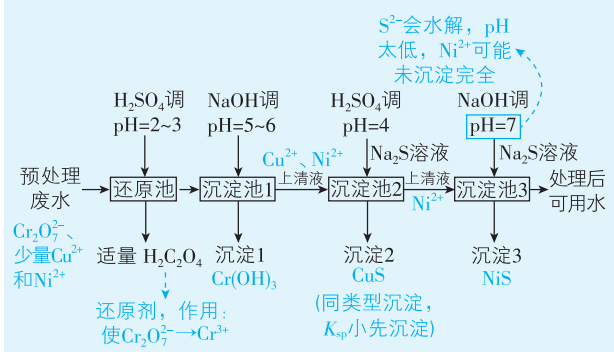 S²⁻会水解，pH
太低，Ni²⁺可能
未沉淀完全
H₂SO₄调
pH=2~3
NaOH调
pH=5~6
H₂SO₄调
pH=4
NaOH调
pH=7
Cu²⁺、Ni²⁺
Na₂S溶液
Na₂S溶液
预处理
废水
还原池
沉淀池1
上清液
沉淀池2
上清液
Ni²⁺
沉淀池3
处理后
可用水
Cr₂O₇²⁻、
少量Cu²⁺
和Ni²⁺
适量 H₂C₂O₄
沉淀1
Cr(OH)₃
沉淀2
CuS
(同类型沉淀，
Kₛₚ小先沉淀)
沉淀3
NiS
还原剂，作用：
使Cr₂O₇²⁻→Cr³⁺